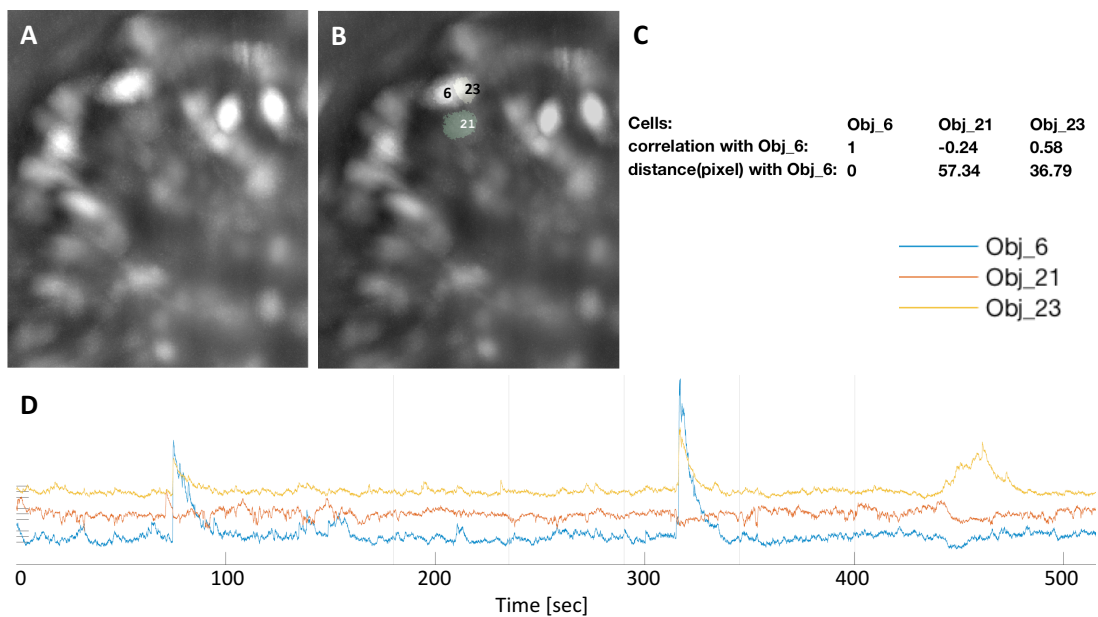 A
B
C
6
23
21
Cells: Obj_6 Obj_21 Obj_23
correlation with Obj_6: 1 -0.24 0.58
distance(pixel) with Obj_6: 0 57.34 36.79
Obj_6
Obj_21
Obj_23
D
0 100 200 300 400 500
Time [sec]